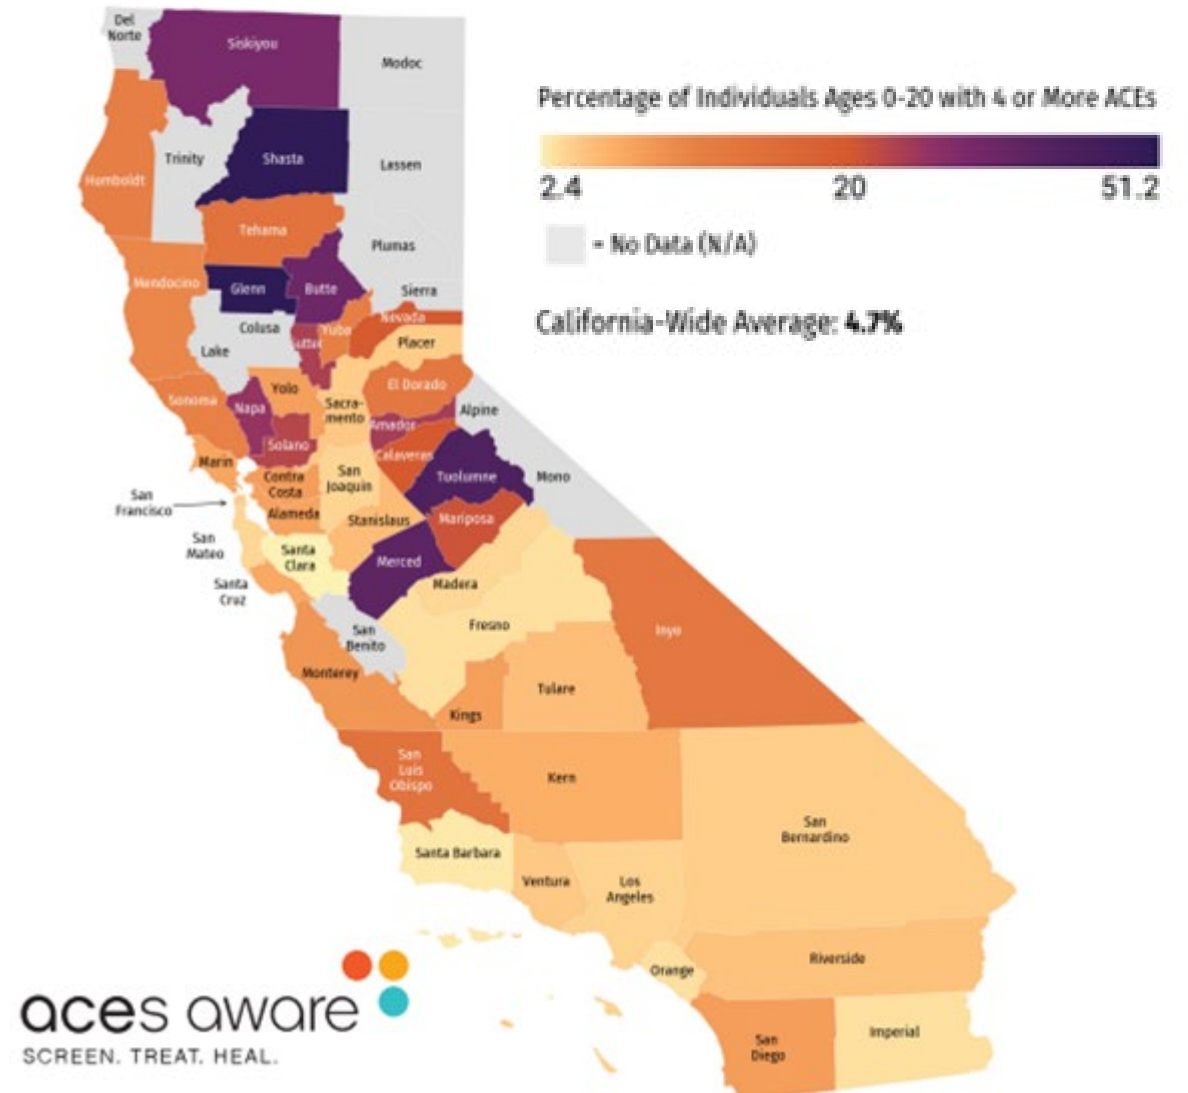 Del
Norte
Siskiyou
Modoc
Percentage of Individuals Ages 0-20 with 4 or More ACEs
Trinity
Shasta
Lassen
Humboldt
2.4
20
51.2
Tehama
Plumas
= No Data (N/A)
Mendocino
Glenn
Butte
Sierra
Nevada
California-Wide Average: 4.7%
Colusa
Sutter
Yuba
Placer
Lake
Yolo
El Dorado
Sonoma
Napa
Sacra-
mento
Alpine
Amador
Solano
Calaveras
Marin
San
Joaquin
Tuolumne
Mono
Contra
Costa
San
Francisco
Alameda
Stanislaus
Mariposa
San
Mateo
Santa
Clara
Merced
Santa
Cruz
Madera
Fresno
San
Benito
Inyo
Monterey
Tulare
Kings
San
Luis
Obispo
Kern
San
Bernardino
Santa Barbara
Ventura
Los
Angeles
Riverside
Orange
aces aware
SCREEN. TREAT. HEAL.
San
Diego
Imperial